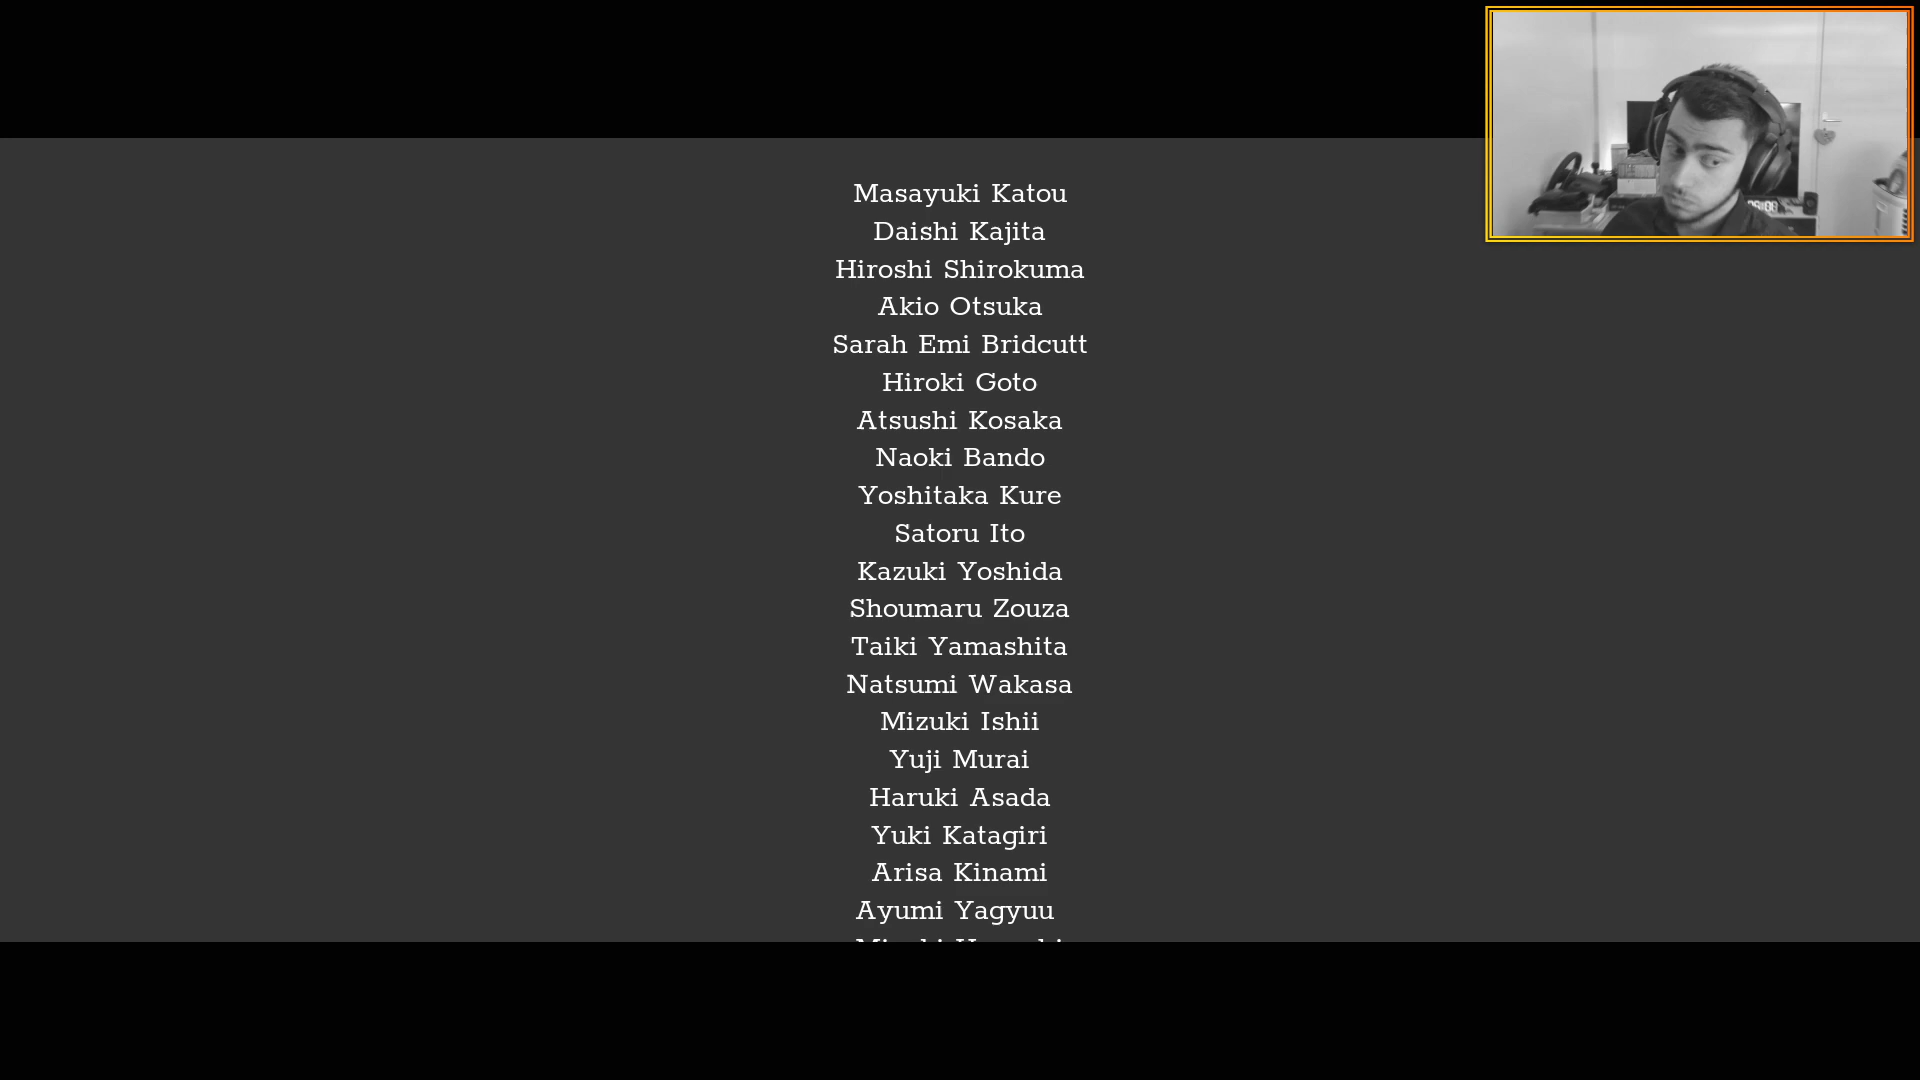 Masayuki Katou
Daishi Kajita
Hiroshi Shirokuma
Akio Otsuka
Sarah Emi Bridcutt
Hiroki Goto
Atsushi Kosaka
Naoki Bando
Yoshitaka Kure
Satoru Ito
Kazuki Yoshida
Shoumaru Zouza
Taiki Yamashita
Natsumi Wakasa
Mizuki Ishii
Yuji Murai
Haruki Asada
Yuki Katagiri
Arisa Kinami
Ayumi Yagyuu